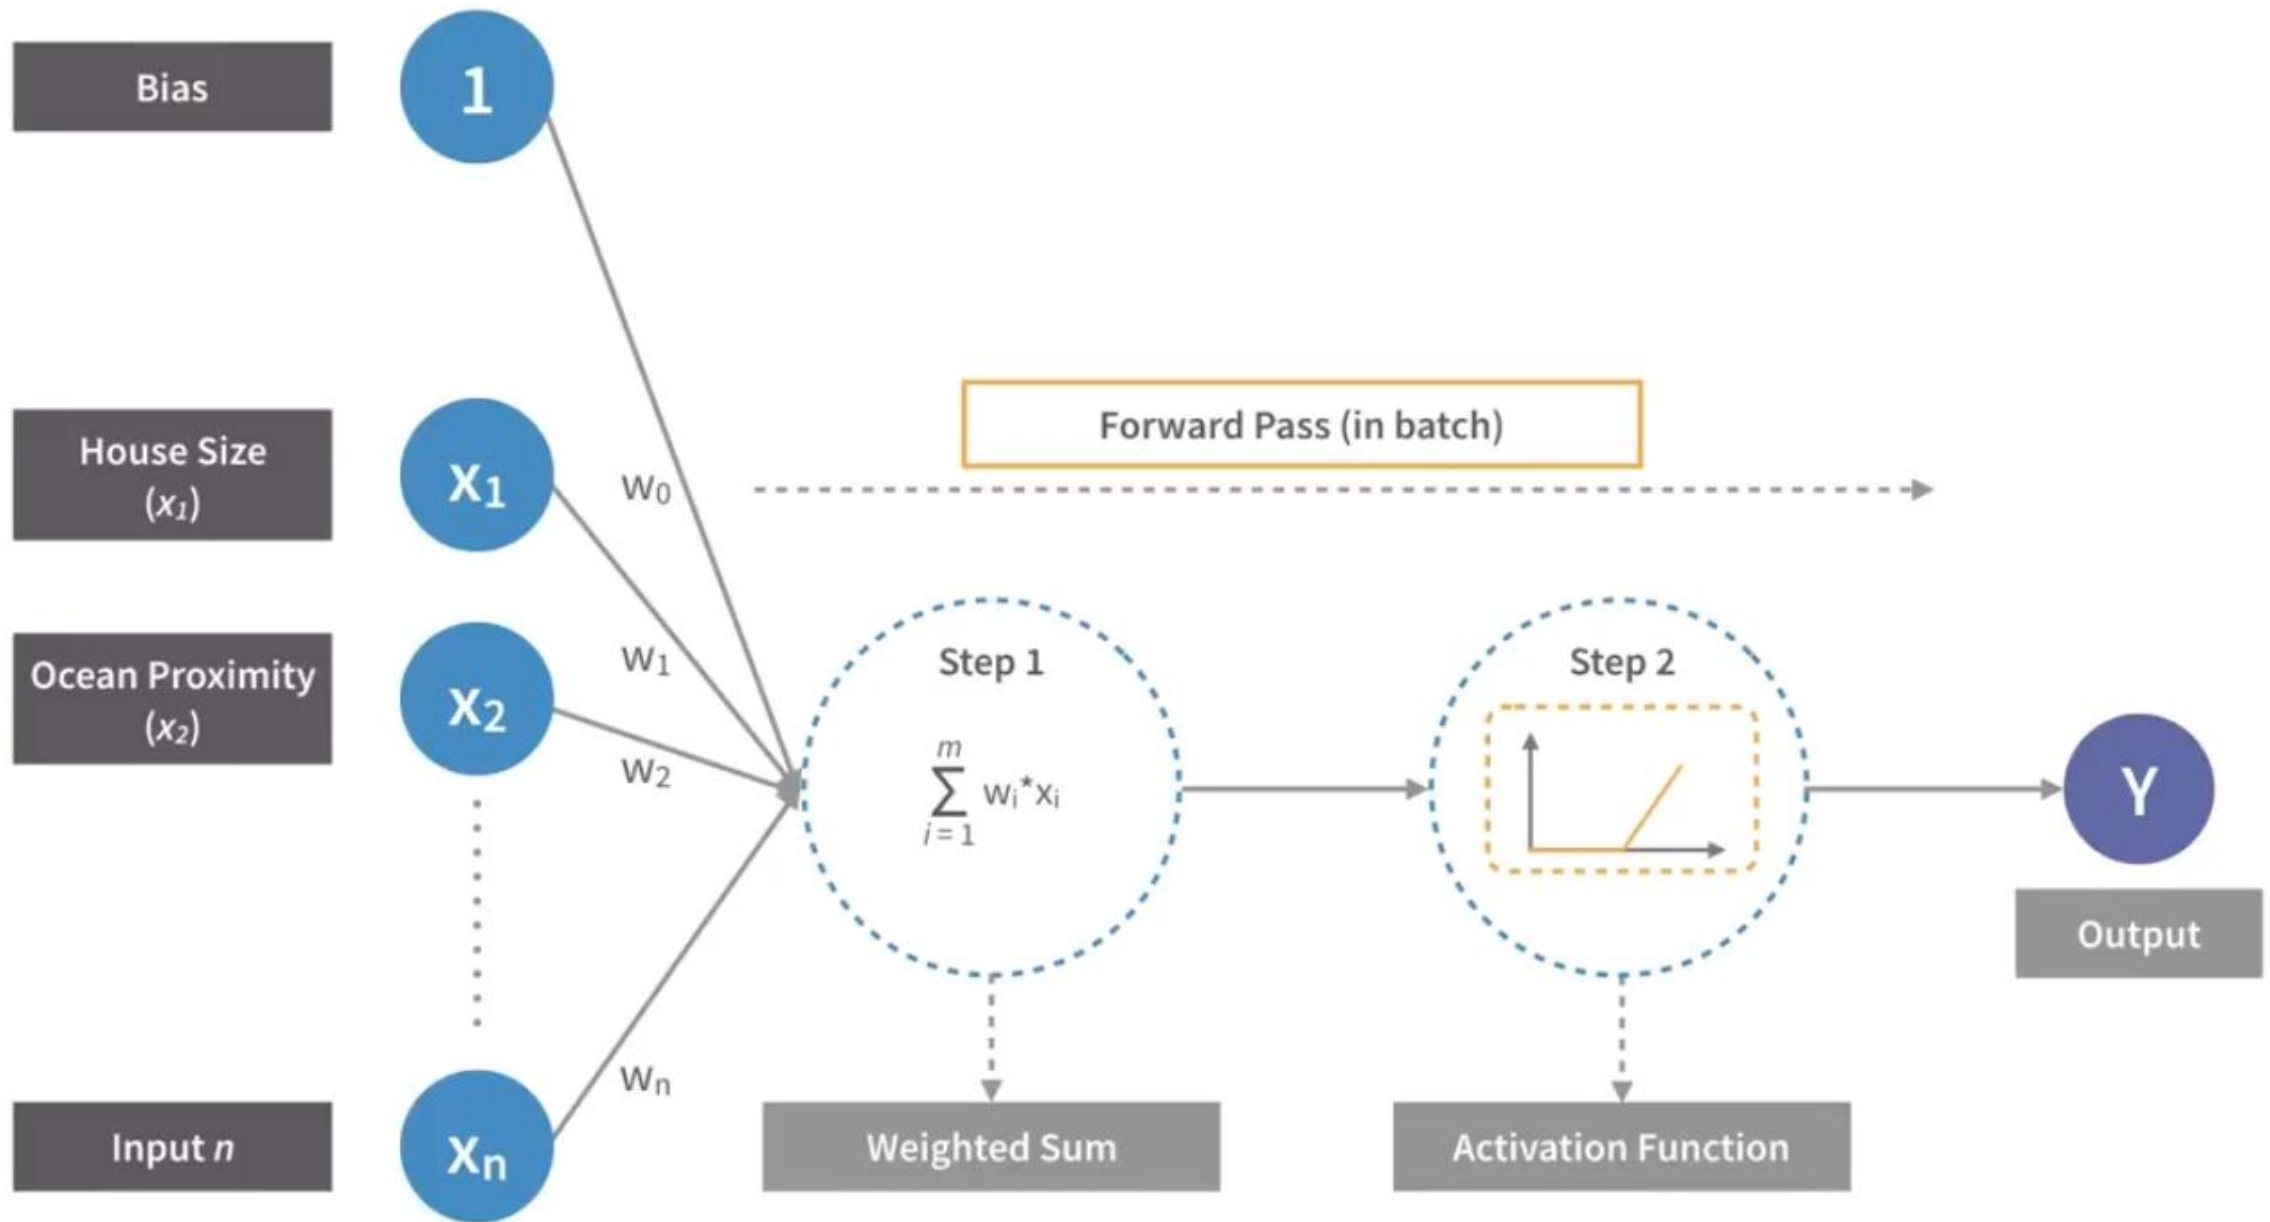 Bias
1
House Size
(x₁)
x₁
w₀
Forward Pass (in batch)
Ocean Proximity
(x₂)
x₂
w₁
w₂
Step 1
m
∑ wᵢ*xᵢ
i = 1
Step 2
Y
Output
Input n
xₙ
wₙ
Weighted Sum
Activation Function